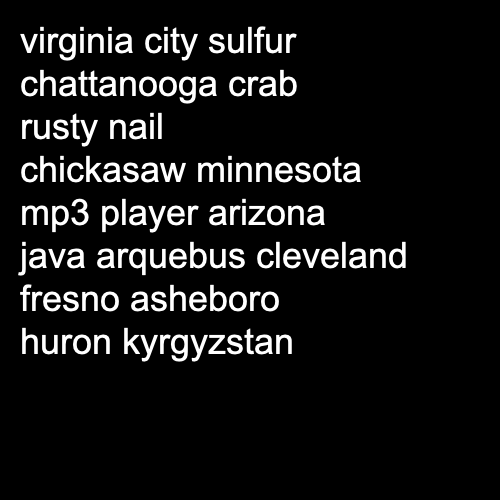 virginia city sulfur
chattanooga crab
rusty nail
chickasaw minnesota
mp3 player arizona
java arquebus cleveland
fresno asheboro
huron kyrgyzstan